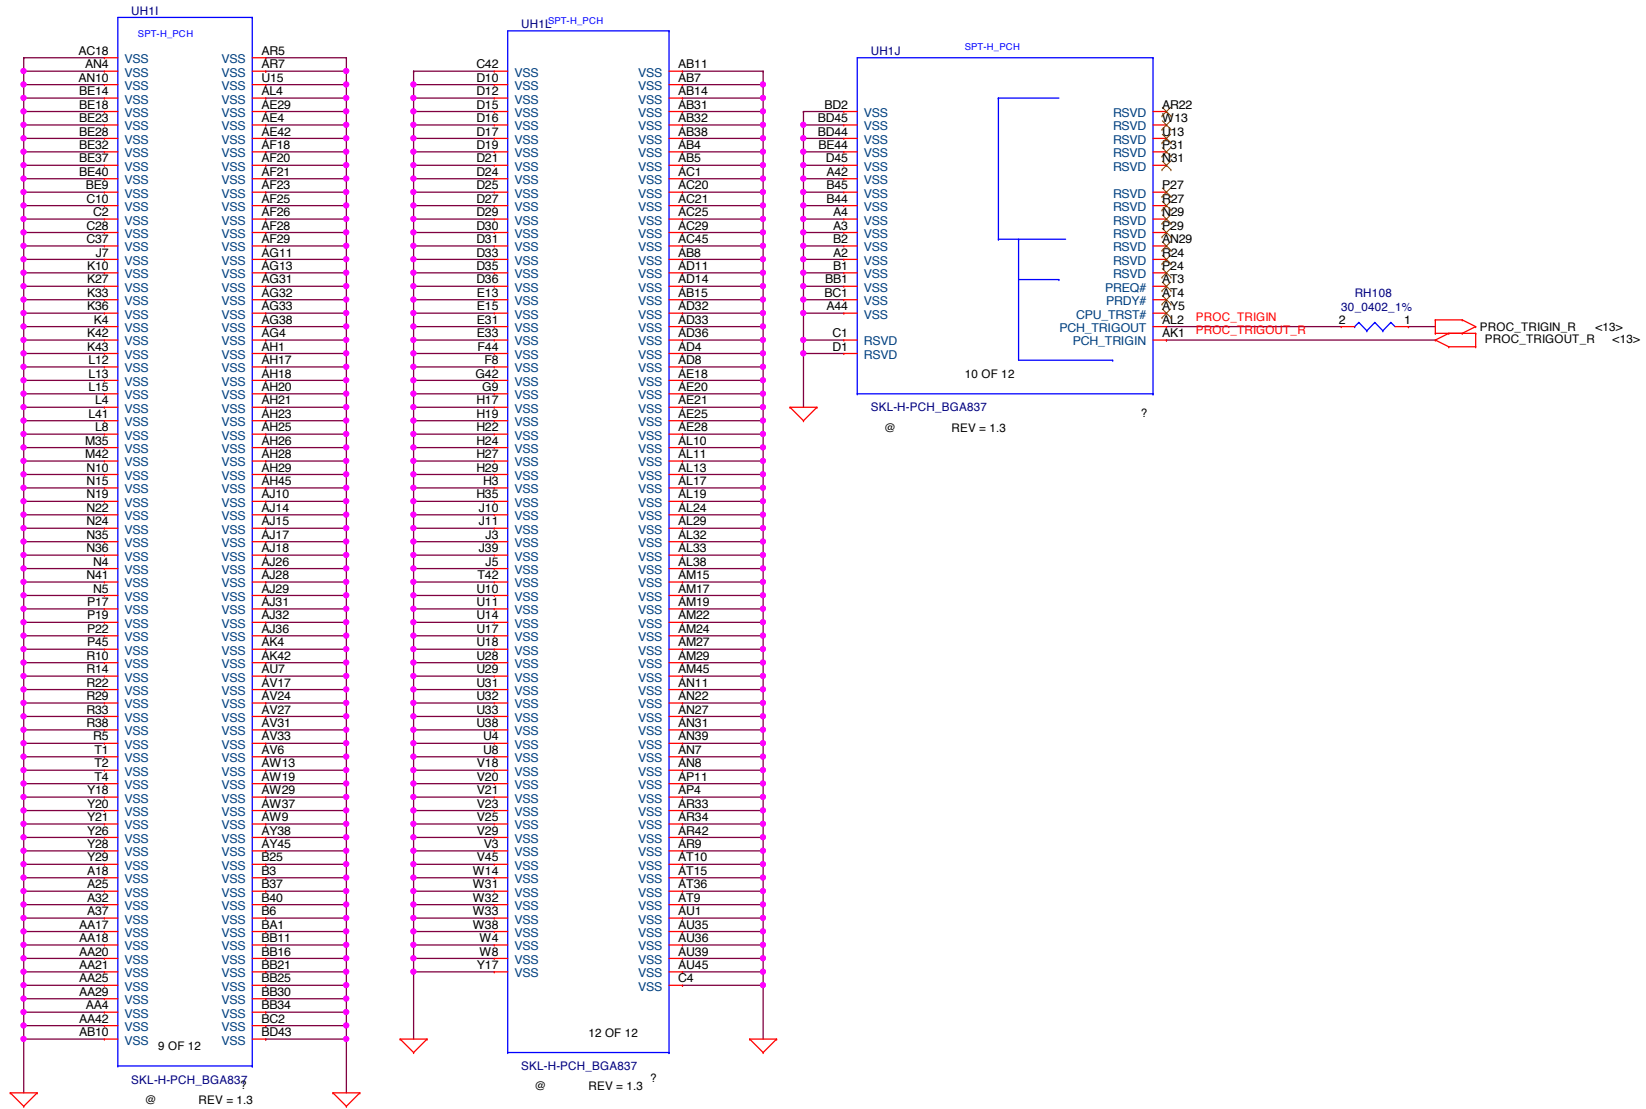 UH1I
SPT-H_PCH
AC18 VSS VSS AR5
AN4 VSS VSS AR7
AN10 VSS VSS U15
BE14 VSS VSS AL4
BE18 VSS VSS AE29
BE23 VSS VSS AE4
BE28 VSS VSS AE42
BE32 VSS VSS AF18
BE37 VSS VSS AF20
BE40 VSS VSS AF21
BE9 VSS VSS AF23
C10 VSS VSS AF25
C2 VSS VSS AF26
C28 VSS VSS AF28
C37 VSS VSS AF29
J7 VSS VSS AG11
K10 VSS VSS AG13
K27 VSS VSS AG31
K33 VSS VSS AG32
K36 VSS VSS AG33
K4 VSS VSS AG38
K42 VSS VSS AG4
K43 VSS VSS AH1
L12 VSS VSS AH17
L13 VSS VSS AH18
L15 VSS VSS AH20
L4 VSS VSS AH21
L41 VSS VSS AH23
L8 VSS VSS AH25
M35 VSS VSS AH26
M42 VSS VSS AH28
N10 VSS VSS AH29
N15 VSS VSS AH45
N19 VSS VSS AJ10
N22 VSS VSS AJ14
N24 VSS VSS AJ15
N35 VSS VSS AJ17
N36 VSS VSS AJ18
N4 VSS VSS AJ26
N41 VSS VSS AJ28
N5 VSS VSS AJ29
P17 VSS VSS AJ31
P19 VSS VSS AJ32
P22 VSS VSS AJ36
P45 VSS VSS AK4
R10 VSS VSS AK42
R14 VSS VSS AU7
R22 VSS VSS AV17
R29 VSS VSS AV24
R33 VSS VSS AV27
R38 VSS VSS AV31
R5 VSS VSS AV33
T1 VSS VSS AV6
T2 VSS VSS AW13
T4 VSS VSS AW19
Y18 VSS VSS AW29
Y20 VSS VSS AW37
Y21 VSS VSS AW9
Y26 VSS VSS AY38
Y28 VSS VSS AY45
Y29 VSS VSS B25
A18 VSS VSS B3
A25 VSS VSS B37
A32 VSS VSS B40
A37 VSS VSS B6
AA17 VSS VSS BA1
AA18 VSS VSS BB11
AA20 VSS VSS BB16
AA21 VSS VSS BB21
AA25 VSS VSS BB25
AA29 VSS VSS BB30
AA4 VSS VSS BB34
AA42 VSS VSS BC2
AB10 VSS VSS BD43
9 OF 12
SKL-H-PCH_BGA837
?
@ REV = 1.3
UH1L SPT-H_PCH
C42 VSS VSS AB11
D10 VSS VSS AB7
D12 VSS VSS AB14
D15 VSS VSS AB31
D16 VSS VSS AB32
D17 VSS VSS AB38
D19 VSS VSS AB4
D21 VSS VSS AB5
D24 VSS VSS AC1
D25 VSS VSS AC20
D27 VSS VSS AC21
D29 VSS VSS AC25
D30 VSS VSS AC29
D31 VSS VSS AC45
D33 VSS VSS AB8
D35 VSS VSS AD11
D36 VSS VSS AD14
E13 VSS VSS AB15
E15 VSS VSS AD32
E31 VSS VSS AD33
E33 VSS VSS AD36
F44 VSS VSS AD4
F8 VSS VSS AD8
G42 VSS VSS AE18
G9 VSS VSS AE20
H17 VSS VSS AE21
H19 VSS VSS AE25
H22 VSS VSS AE28
H24 VSS VSS AL10
H27 VSS VSS AL11
H29 VSS VSS AL13
H3 VSS VSS AL17
H35 VSS VSS AL19
J10 VSS VSS AL24
J11 VSS VSS AL29
J3 VSS VSS AL32
J39 VSS VSS AL33
J5 VSS VSS AL38
T42 VSS VSS AM15
U10 VSS VSS AM17
U11 VSS VSS AM19
U14 VSS VSS AM22
U17 VSS VSS AM24
U18 VSS VSS AM27
U28 VSS VSS AM29
U29 VSS VSS AM45
U31 VSS VSS AN11
U32 VSS VSS AN22
U33 VSS VSS AN27
U38 VSS VSS AN31
U4 VSS VSS AN39
U8 VSS VSS AN7
V18 VSS VSS AN8
V20 VSS VSS AP11
V21 VSS VSS AP4
V23 VSS VSS AR33
V25 VSS VSS AR34
V29 VSS VSS AR42
V3 VSS VSS AR9
V45 VSS VSS AT10
W14 VSS VSS AT15
W31 VSS VSS AT36
W32 VSS VSS AT9
W33 VSS VSS AU1
W38 VSS VSS AU35
W4 VSS VSS AU36
W8 VSS VSS AU39
Y17 VSS VSS AU45
VSS C4
12 OF 12
SKL-H-PCH_BGA837
?
@ REV = 1.3
UH1J
SPT-H_PCH
BD2 VSS RSVD AR22
BD45 VSS RSVD W13
BD44 VSS RSVD U13
BE44 VSS RSVD P31
D45 VSS RSVD N31
A42 VSS
B45 VSS RSVD P27
B44 VSS RSVD R27
A4 VSS RSVD N29
A3 VSS RSVD P29
B2 VSS RSVD AN29
A2 VSS RSVD R24
B1 VSS RSVD P24
BB1 VSS PREQ# AT3
BC1 VSS PRDY# AT4
A44 VSS CPU_TRST# AY5
PCH_TRIGOUT AL2 PROC_TRIGIN
C1 RSVD PCH_TRIGIN AK1 PROC_TRIGOUT_R
D1 RSVD
RH108
30_0402_1%
2 1
PROC_TRIGIN_R <13>
PROC_TRIGOUT_R <13>
10 OF 12
SKL-H-PCH_BGA837
?
@ REV = 1.3